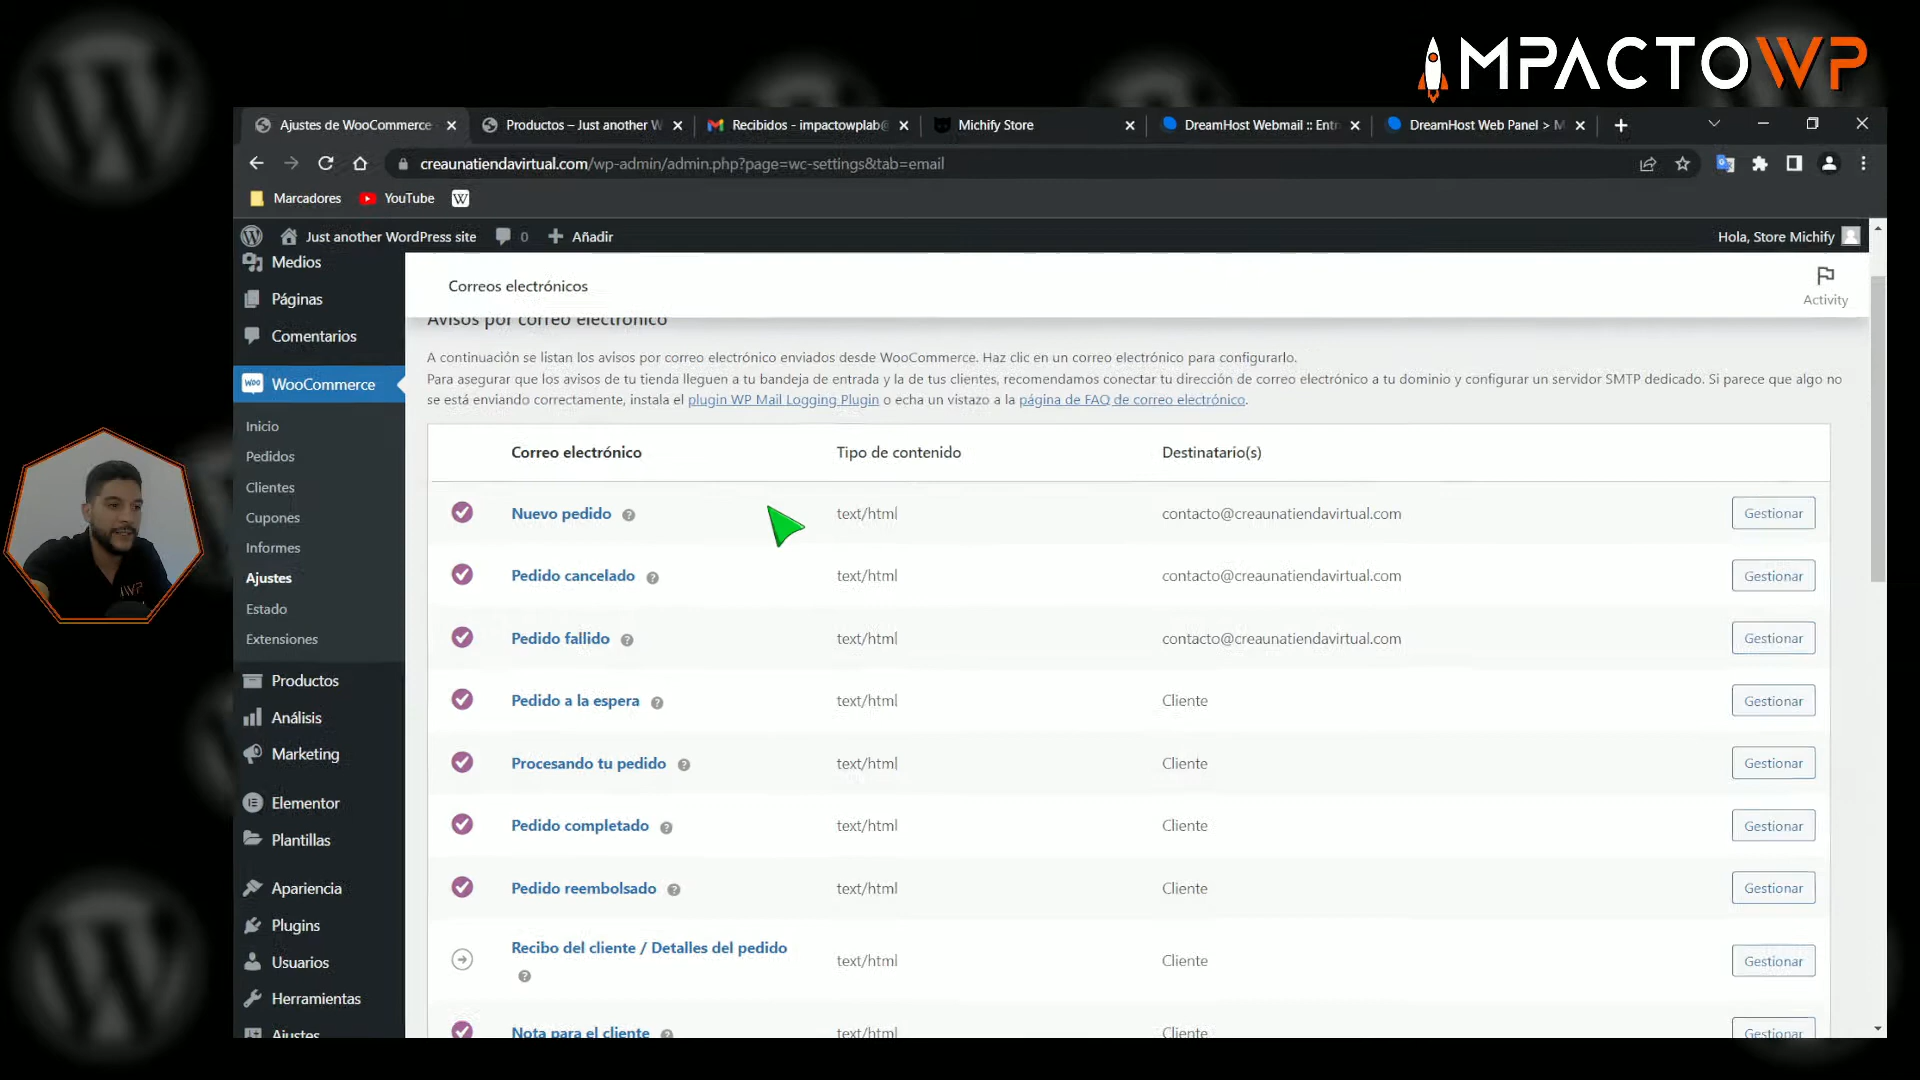 IMPACTOWP
Ajustes de WooCommerce
Productos – Just another W
Recibidos - impactowplab@
Michify Store
DreamHost Webmail :: Entr
DreamHost Web Panel > M
creaunatiendavirtual.com/wp-admin/admin.php?page=wc-settings&tab=email
Marcadores
YouTube
Just another WordPress site
0
Añadir
Hola, Store Michify
Medios
Páginas
Comentarios
WooCommerce
Inicio
Pedidos
Clientes
Cupones
Informes
Ajustes
Estado
Extensiones
Productos
Análisis
Marketing
Elementor
Plantillas
Apariencia
Plugins
Usuarios
Herramientas
Ajustes
Correos electrónicos
Activity
Avisos por correo electrónico
A continuación se listan los avisos por correo electrónico enviados desde WooCommerce. Haz clic en un correo electrónico para configurarlo.
Para asegurar que los avisos de tu tienda lleguen a tu bandeja de entrada y la de tus clientes, recomendamos conectar tu dirección de correo electrónico a tu dominio y configurar un servidor SMTP dedicado. Si parece que algo no
se está enviando correctamente, instala el plugin WP Mail Logging Plugin o echa un vistazo a la página de FAQ de correo electrónico.
Correo electrónico Tipo de contenido Destinatario(s)
Nuevo pedido text/html contacto@creaunatiendavirtual.com Gestionar
Pedido cancelado text/html contacto@creaunatiendavirtual.com Gestionar
Pedido fallido text/html contacto@creaunatiendavirtual.com Gestionar
Pedido a la espera text/html Cliente Gestionar
Procesando tu pedido text/html Cliente Gestionar
Pedido completado text/html Cliente Gestionar
Pedido reembolsado text/html Cliente Gestionar
Recibo del cliente / Detalles del pedido text/html Cliente Gestionar
Nota para el cliente text/html Cliente Gestionar